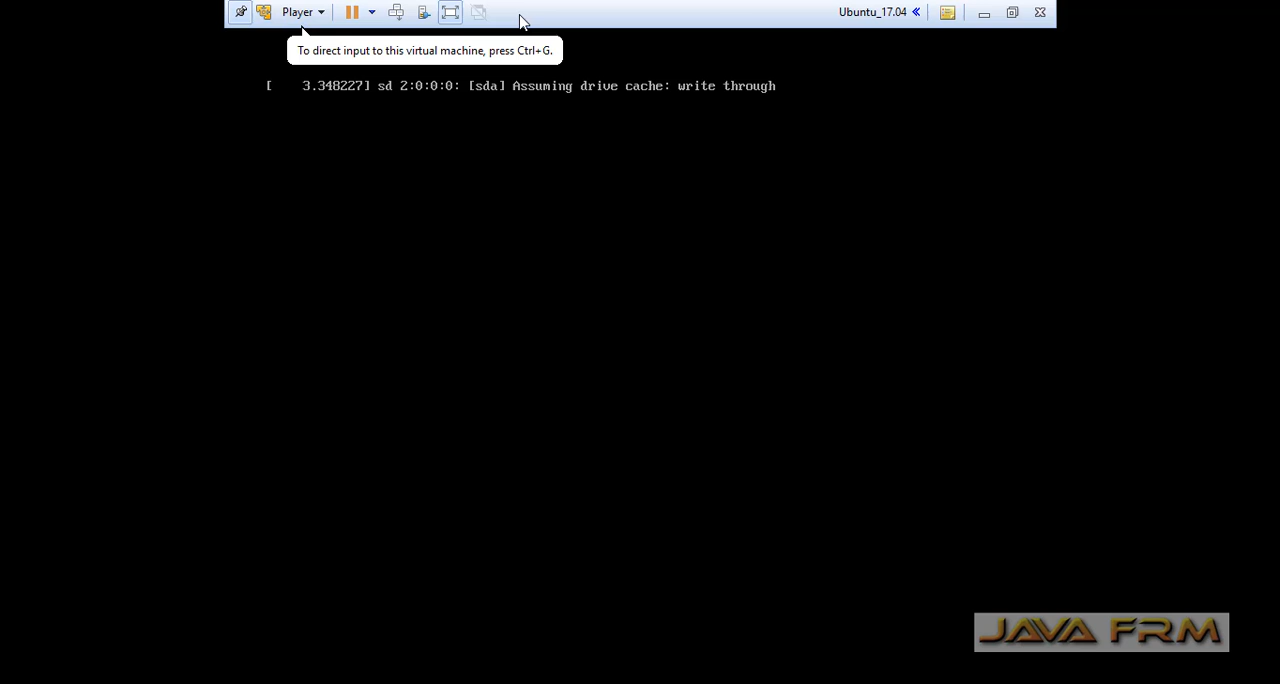 Player
Ubuntu_17.04
To direct input to this virtual machine, press Ctrl+G.
[    3.348227] sd 2:0:0:0: [sda] Assuming drive cache: write through
JAVA FRM